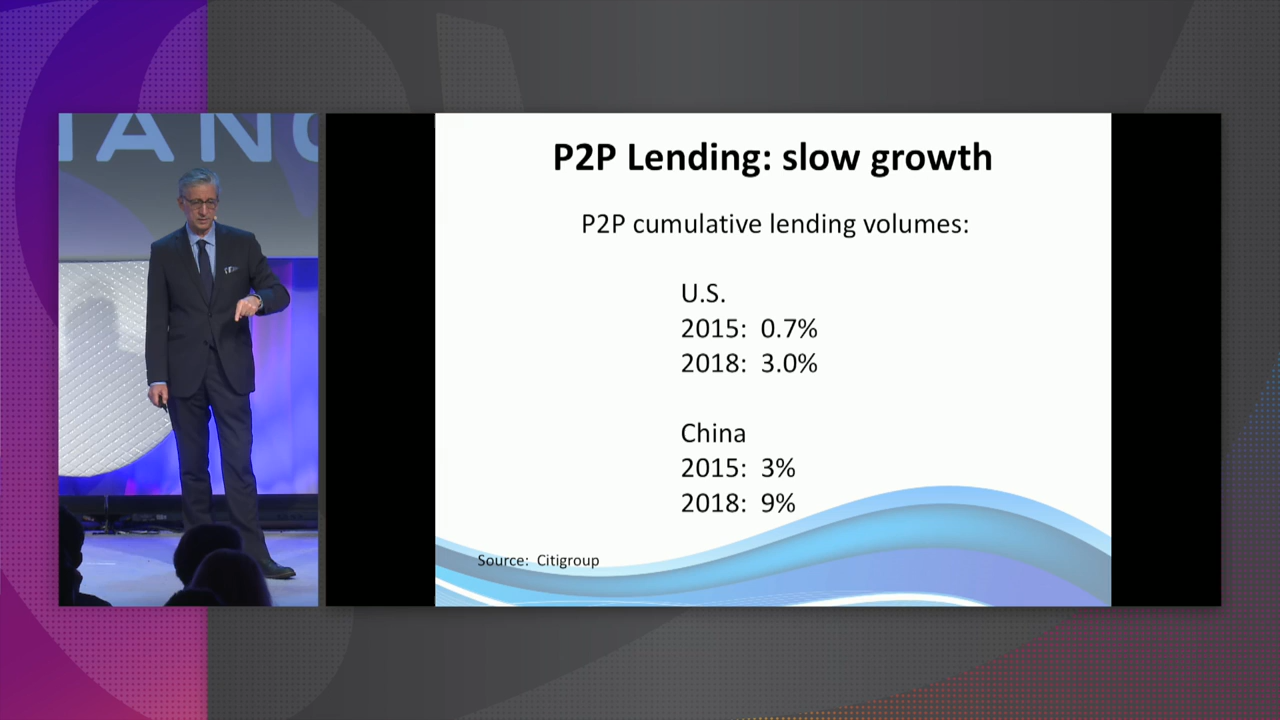 IANC
P2P Lending: slow growth
P2P cumulative lending volumes:
U.S.
2015: 0.7%
2018: 3.0%
China
2015: 3%
2018: 9%
Source: Citigroup